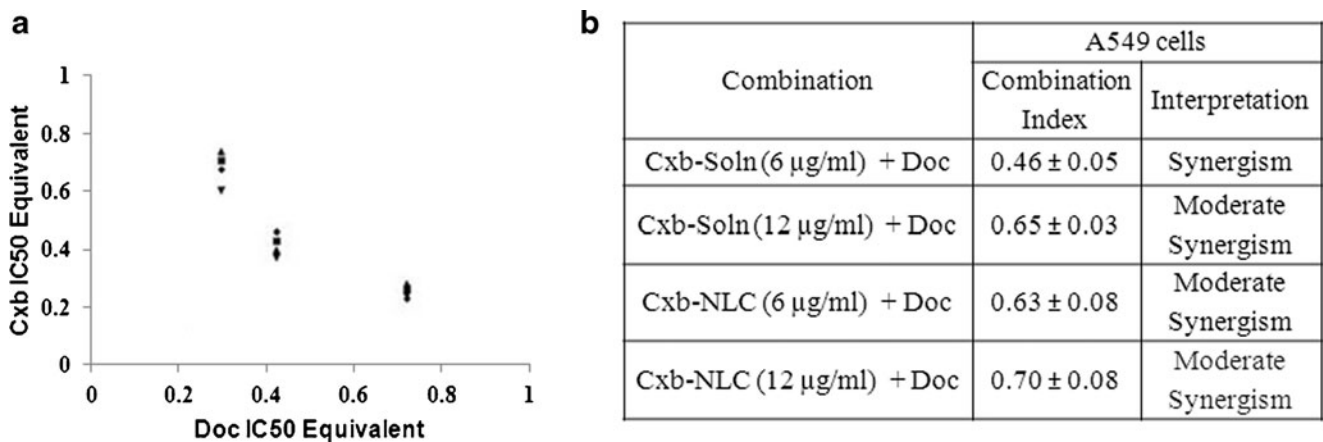 a
1
0.8
0.6
0.4
0.2
0
0 0.2 0.4 0.6 0.8 1
Cxb IC50 Equivalent
Doc IC50 Equivalent
b
Combination
A549 cells
Combination
Index
Interpretation
Cxb-Soln (6 µg/ml) + Doc 0.46 ± 0.05 Synergism
Cxb-Soln (12 µg/ml) + Doc 0.65 ± 0.03 Moderate
Synergism
Cxb-NLC (6 µg/ml) + Doc 0.63 ± 0.08 Moderate
Synergism
Cxb-NLC (12 µg/ml) + Doc 0.70 ± 0.08 Moderate
Synergism